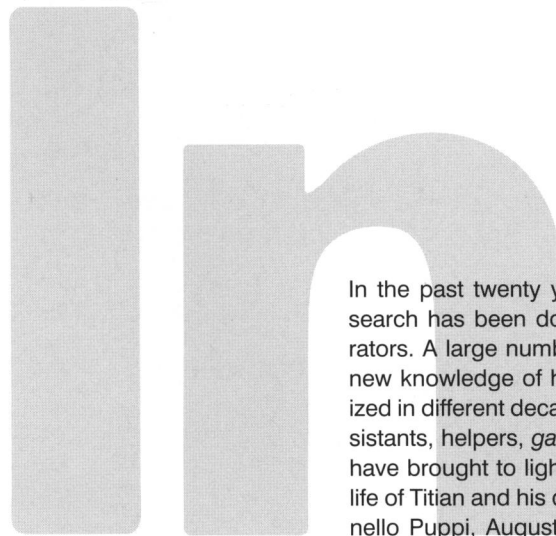 In
In the past twenty y
search has been do
rators. A large numb
new knowledge of h
ized in different deca
sistants, helpers, ga
have brought to ligh
life of Titian and his c
nello Puppi, August